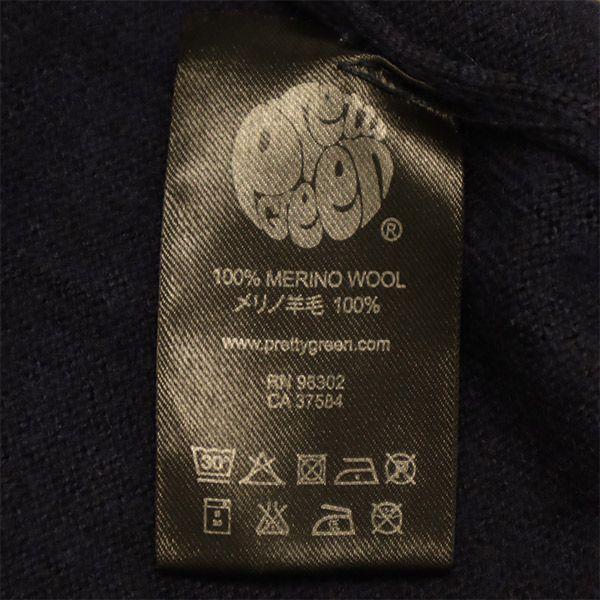 pretty
green
®
100% MERINO WOOL
メリノ羊毛 100%
www.prettygreen.com
RN 98302
CA 37584
30°